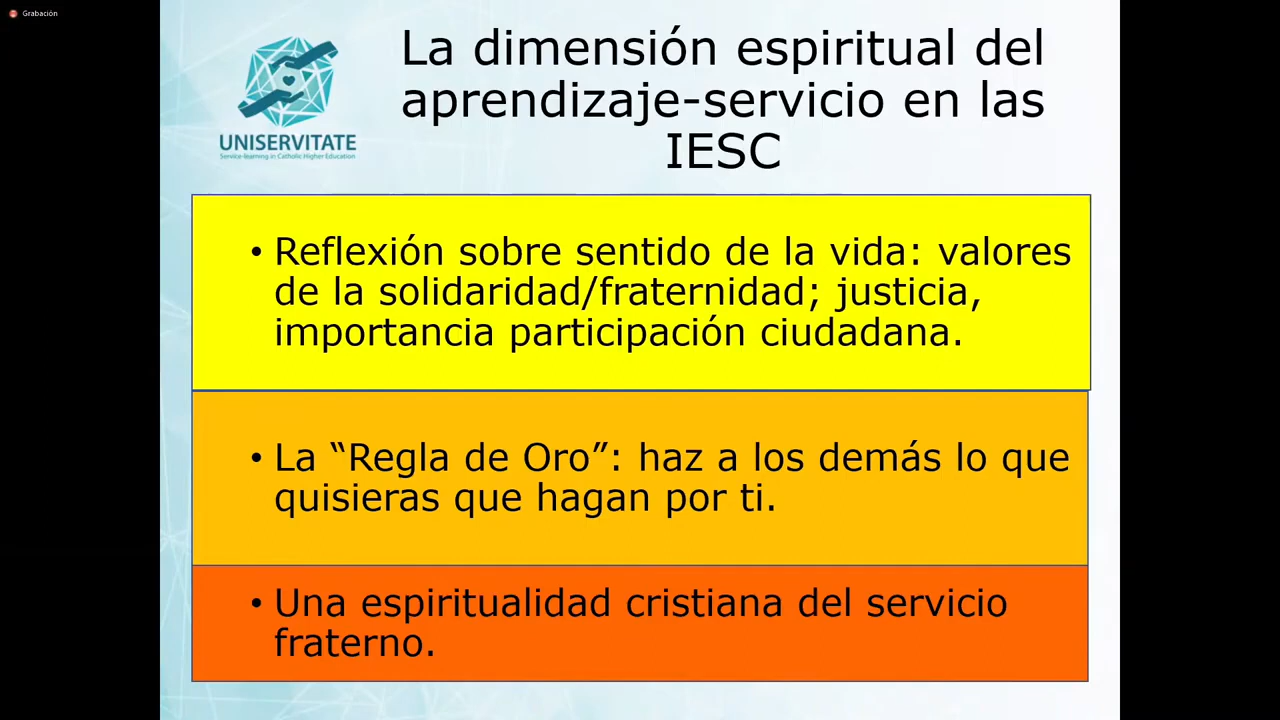 Grabación
La dimensión espiritual del
aprendizaje-servicio en las
IESC
UNISERVITATE
Service-learning in Catholic Higher Education
• Reflexión sobre sentido de la vida: valores
de la solidaridad/fraternidad; justicia,
importancia participación ciudadana.
• La “Regla de Oro”: haz a los demás lo que
quisieras que hagan por ti.
• Una espiritualidad cristiana del servicio
fraterno.